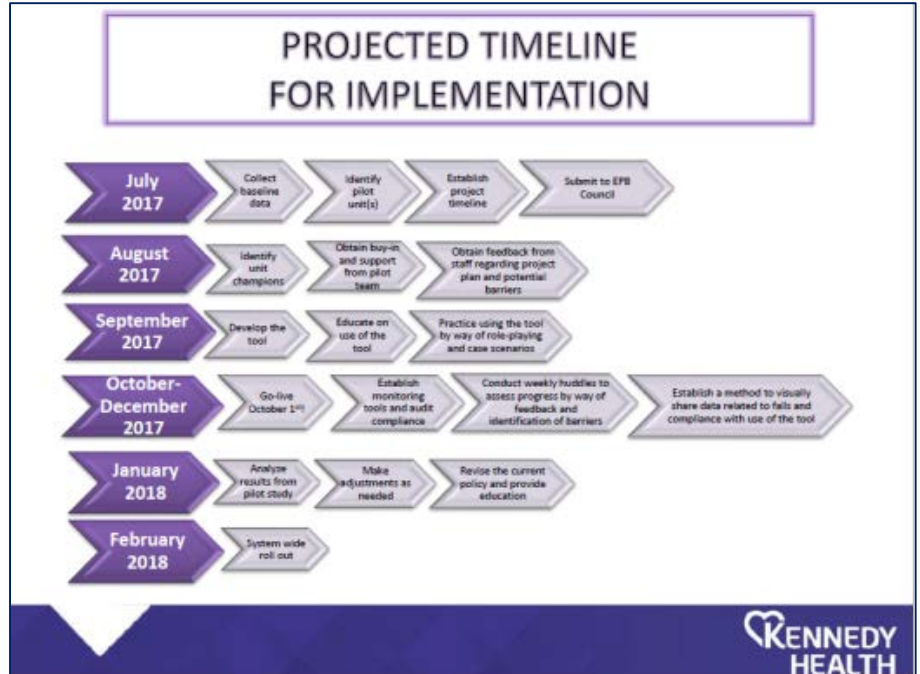 PROJECTED TIMELINE
FOR IMPLEMENTATION
July
2017
Collect
baseline
data
Identify
pilot
unit(s)
Establish
project
timeline
Submit to EPB
Council
August
2017
Identify
unit
champions
Obtain buy-in
and support
from pilot
team
Obtain feedback from
staff regarding project
plan and potential
barriers
September
2017
Develop the
tool
Educate on
use of the
tool
Practice using the tool
by way of role-playing
and case scenarios
October-
December
2017
Go-live
October 1st!
Establish
monitoring
tools and audit
compliance
Conduct weekly huddles to
assess progress by way of
feedback and
identification of barriers
Establish a method to visually
share data related to falls and
compliance with use of the tool
January
2018
Analyze
results from
pilot study
Make
adjustments as
needed
Revise the current
policy and provide
education
February
2018
System wide
roll out
KENNEDY
HEALTH